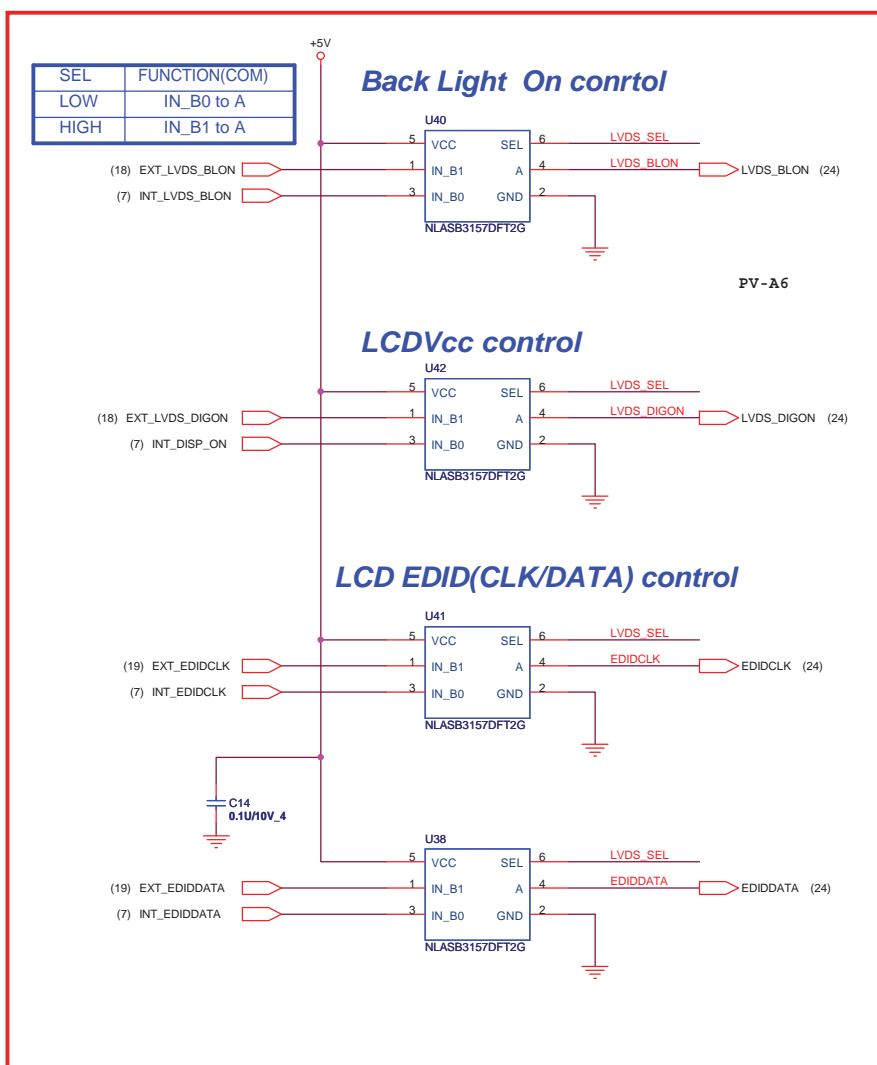 +5V
SEL FUNCTION(COM)
LOW IN_B0 to A
HIGH IN_B1 to A
Back Light On conrtol
U40
5 VCC SEL 6 LVDS_SEL
(18) EXT_LVDS_BLON 1 IN_B1 A 4 LVDS_BLON LVDS_BLON (24)
(7) INT_LVDS_BLON 3 IN_B0 GND 2
NLASB3157DFT2G
PV-A6
LCDVcc control
U42
5 VCC SEL 6 LVDS_SEL
(18) EXT_LVDS_DIGON 1 IN_B1 A 4 LVDS_DIGON LVDS_DIGON (24)
(7) INT_DISP_ON 3 IN_B0 GND 2
NLASB3157DFT2G
LCD EDID(CLK/DATA) control
U41
5 VCC SEL 6 LVDS_SEL
(19) EXT_EDIDCLK 1 IN_B1 A 4 EDIDCLK EDIDCLK (24)
(7) INT_EDIDCLK 3 IN_B0 GND 2
NLASB3157DFT2G
C14
0.1U/10V_4
U38
5 VCC SEL 6 LVDS_SEL
(19) EXT_EDIDDATA 1 IN_B1 A 4 EDIDDATA EDIDDATA (24)
(7) INT_EDIDDATA 3 IN_B0 GND 2
NLASB3157DFT2G